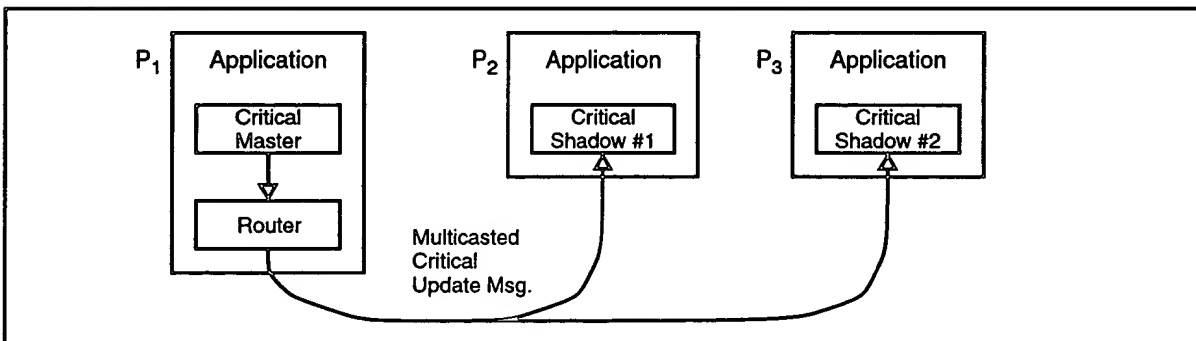 P1 Application
Critical
Master
Router
P2 Application
Critical
Shadow #1
P3 Application
Critical
Shadow #2
Multicasted
Critical
Update Msg.